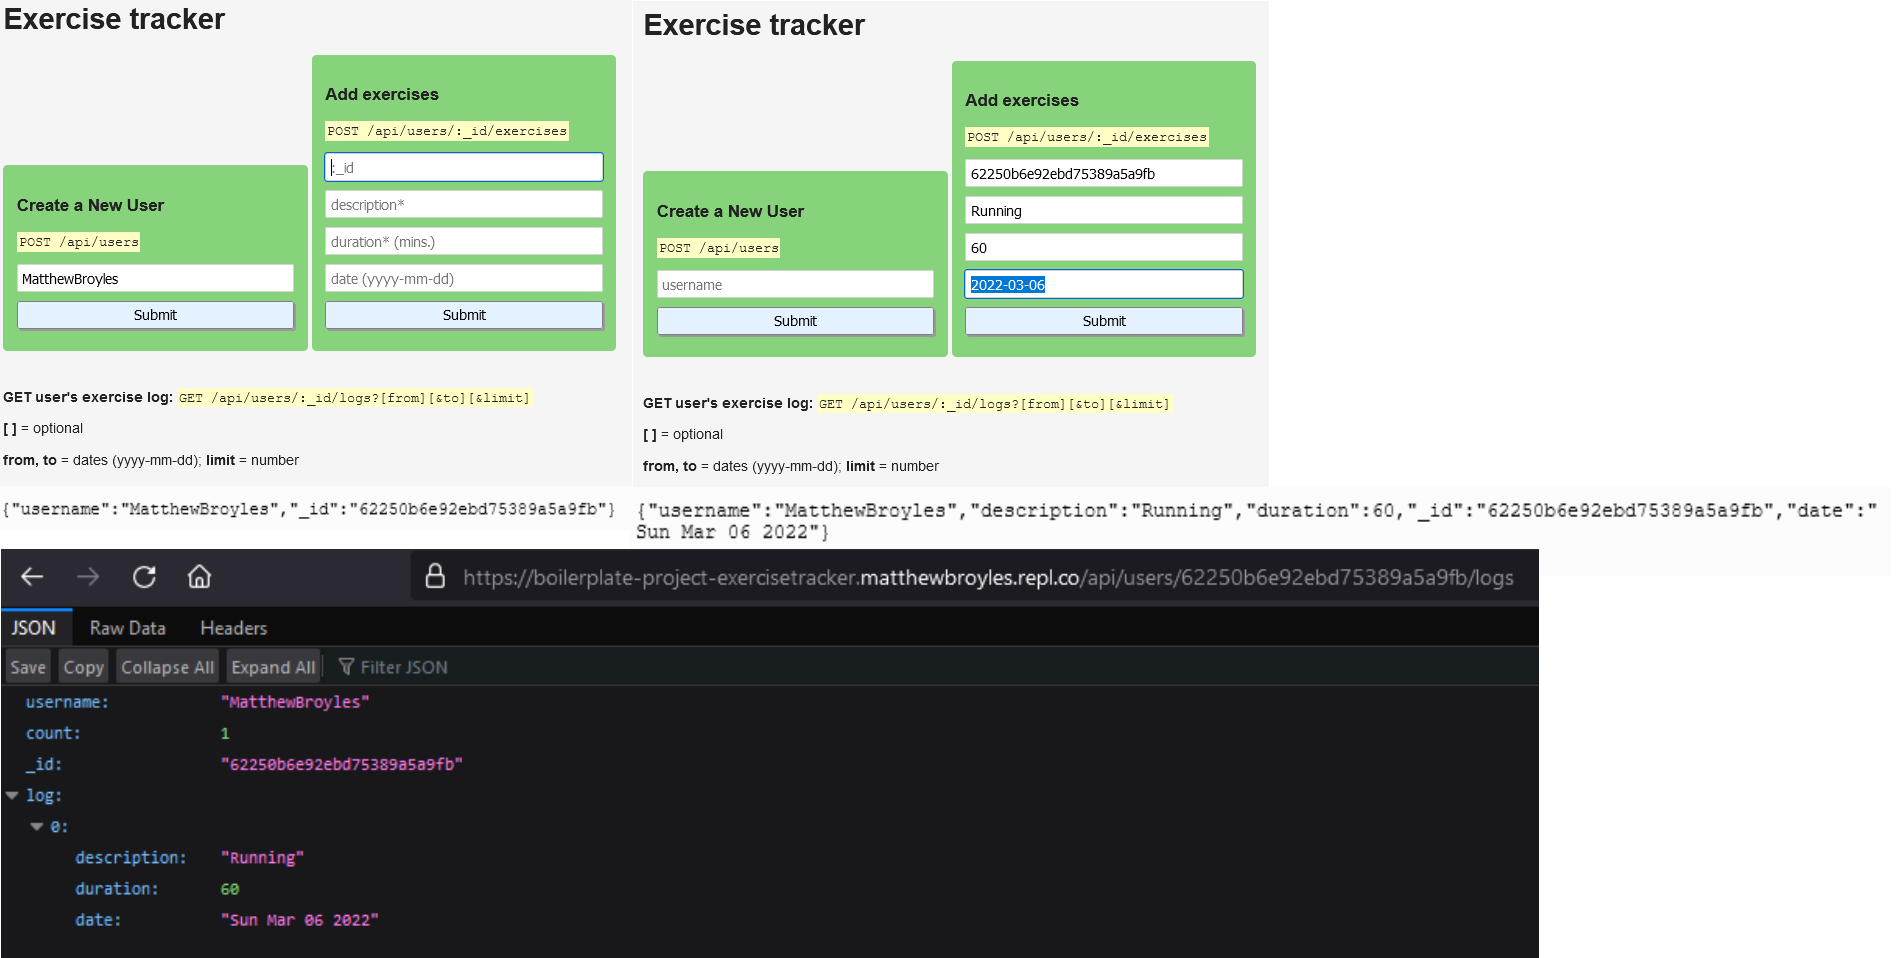 Exercise tracker
Create a New User
POST /api/users
MatthewBroyles
Submit
Add exercises
POST /api/users/:_id/exercises
:_id
description*
duration* (mins.)
date (yyyy-mm-dd)
Submit
GET user's exercise log: GET /api/users/:_id/logs?[from][&to][&limit]
[ ] = optional
from, to = dates (yyyy-mm-dd); limit = number
Exercise tracker
Create a New User
POST /api/users
username
Submit
Add exercises
POST /api/users/:_id/exercises
62250b6e92ebd75389a5a9fb
Running
60
2022-03-06
Submit
GET user's exercise log: GET /api/users/:_id/logs?[from][&to][&limit]
[ ] = optional
from, to = dates (yyyy-mm-dd); limit = number
{"username":"MatthewBroyles","_id":"62250b6e92ebd75389a5a9fb"}
{"username":"MatthewBroyles","description":"Running","duration":60,"_id":"62250b6e92ebd75389a5a9fb","date":"
Sun Mar 06 2022"}
https://boilerplate-project-exercisetracker.matthewbroyles.repl.co/api/users/62250b6e92ebd75389a5a9fb/logs
JSON Raw Data Headers
Save Copy Collapse All Expand All Filter JSON
username: "MatthewBroyles"
count: 1
_id: "62250b6e92ebd75389a5a9fb"
log:
0:
description: "Running"
duration: 60
date: "Sun Mar 06 2022"